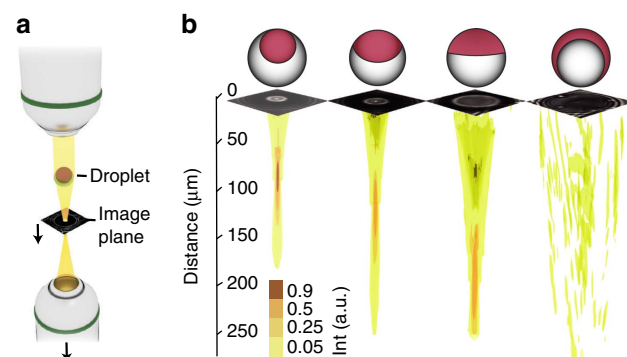 a
Droplet
Image
plane
b
0
50
100
150
200
250
Distance (μm)
0.9
0.5
0.25
0.05
Int (a.u.)